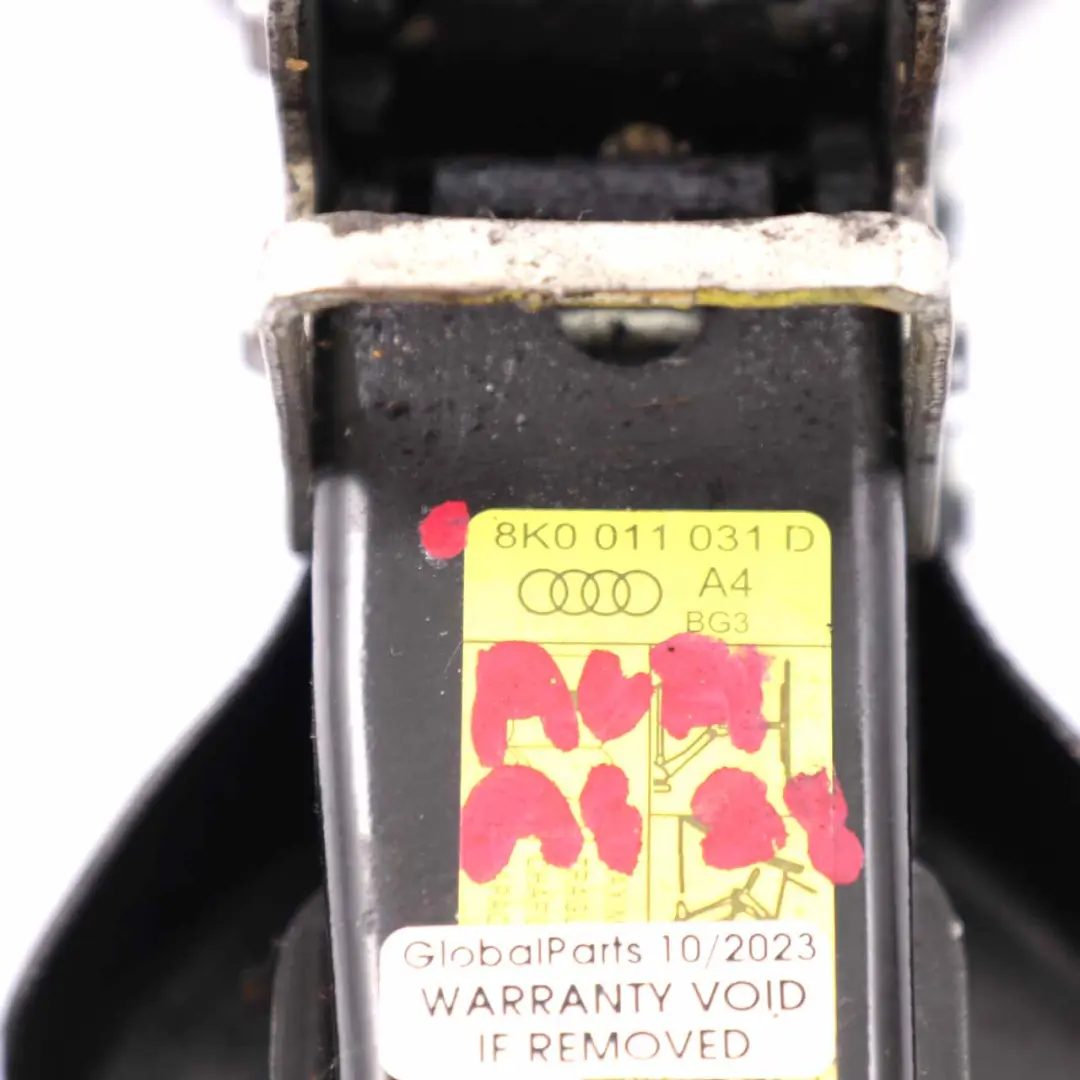 8K0 011 031 D
A4
BG3
GlobalParts 10/2023
WARRANTY VOID
IF REMOVED